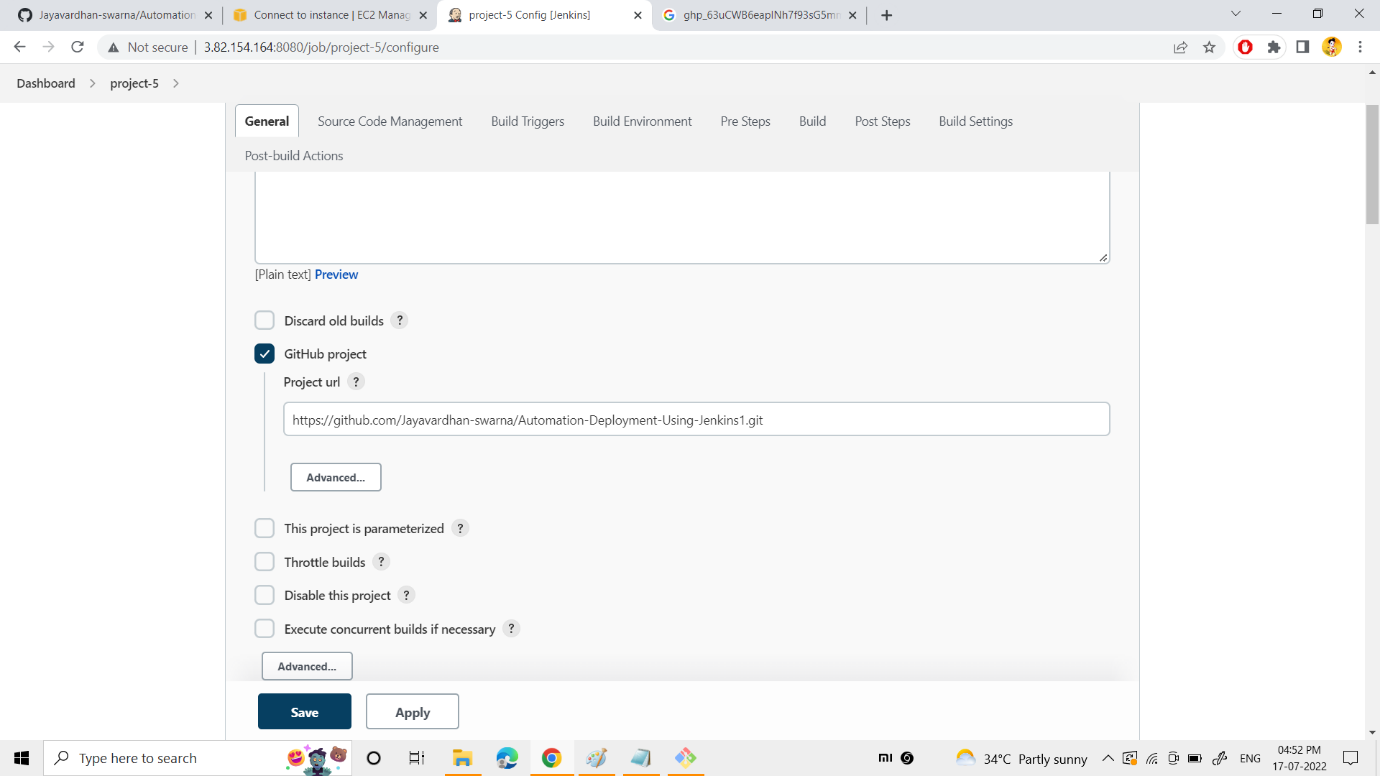 Jayavardhan-swarna/Automation
Connect to instance | EC2 Manag
project-5 Config [Jenkins]
Not secure
3.82.154.164:8080/job/project-5/configure
Dashboard
project-5
General
Source Code Management
Build Triggers
Build Environment
Pre Steps
Build
Post Steps
Build Settings
Post-build Actions
[Plain text] Preview
Discard old builds ?
GitHub project
Project url ?
https://github.com/Jayavardhan-swarna/Automation-Deployment-Using-Jenkins1.git
Advanced...
This project is parameterized ?
Throttle builds ?
Disable this project ?
Execute concurrent builds if necessary ?
Advanced...
Save
Apply
Type here to search
34°C Partly sunny
ENG
04:52 PM
17-07-2022